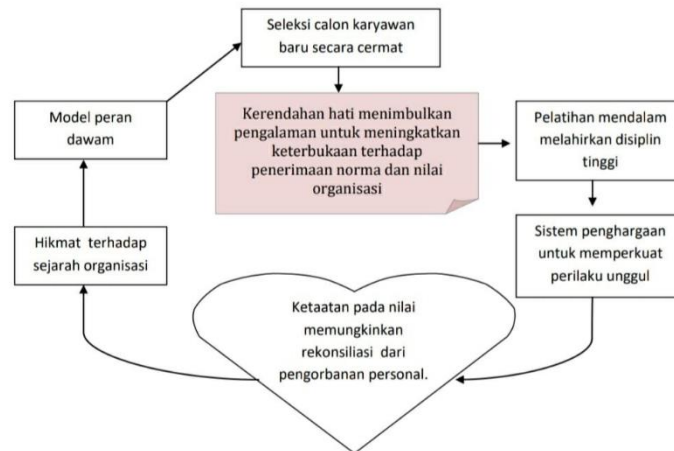 Seleksi calon karyawan
baru secara cermat
Kerendahan hati menimbulkan
pengalaman untuk meningkatkan
keterbukaan terhadap
penerimaan norma dan nilai
organisasi
Pelatihan mendalam
melahirkan disiplin
tinggi
Sistem penghargaan
untuk memperkuat
perilaku unggul
Ketaatan pada nilai
memungkinkan
rekonsiliasi dari
pengorbanan personal.
Hikmat terhadap
sejarah organisasi
Model peran
dawam